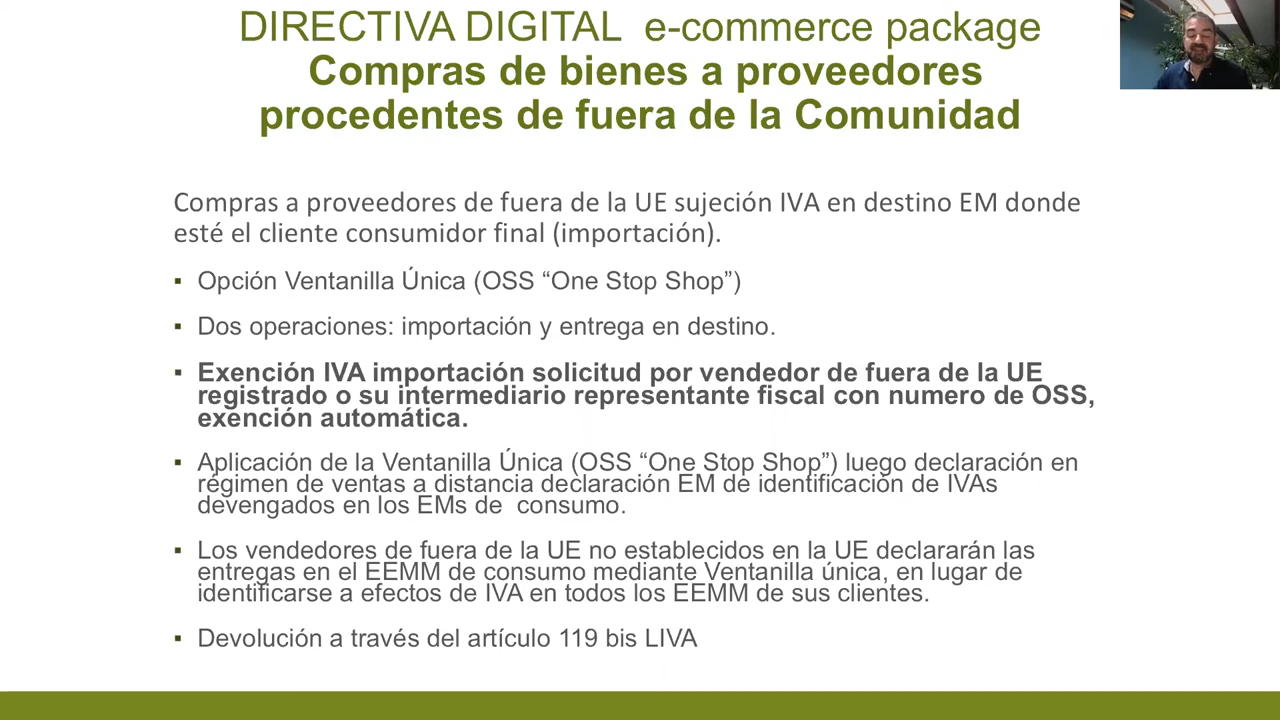 DIRECTIVA DIGITAL e-commerce package
Compras de bienes a proveedores
procedentes de fuera de la Comunidad
Compras a proveedores de fuera de la UE sujeción IVA en destino EM donde
esté el cliente consumidor final (importación).
▪ Opción Ventanilla Única (OSS “One Stop Shop”)
▪ Dos operaciones: importación y entrega en destino.
▪ Exención IVA importación solicitud por vendedor de fuera de la UE
registrado o su intermediario representante fiscal con numero de OSS,
exención automática.
▪ Aplicación de la Ventanilla Única (OSS “One Stop Shop”) luego declaración en
régimen de ventas a distancia declaración EM de identificación de IVAs
devengados en los EMs de consumo.
▪ Los vendedores de fuera de la UE no establecidos en la UE declararán las
entregas en el EEMM de consumo mediante Ventanilla única, en lugar de
identificarse a efectos de IVA en todos los EEMM de sus clientes.
▪ Devolución a través del artículo 119 bis LIVA